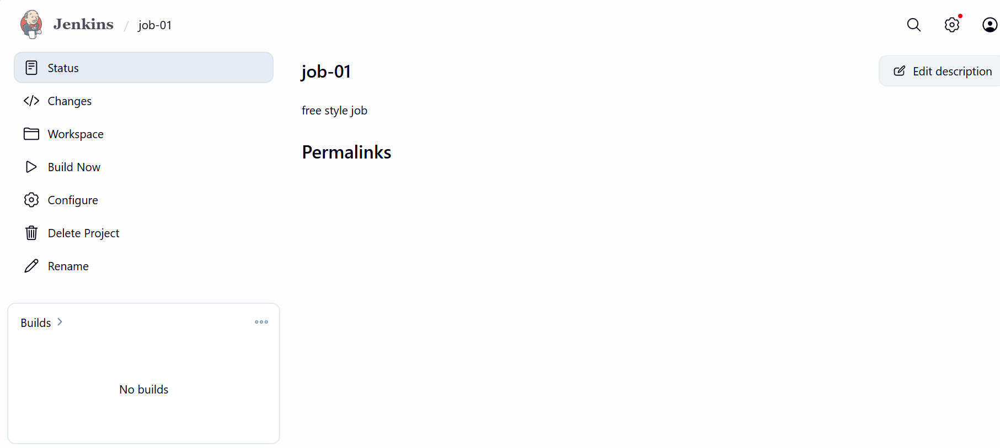 Jenkins / job-01
Status
Changes
Workspace
Build Now
Configure
Delete Project
Rename
Builds
No builds
job-01
Edit description
free style job
Permalinks